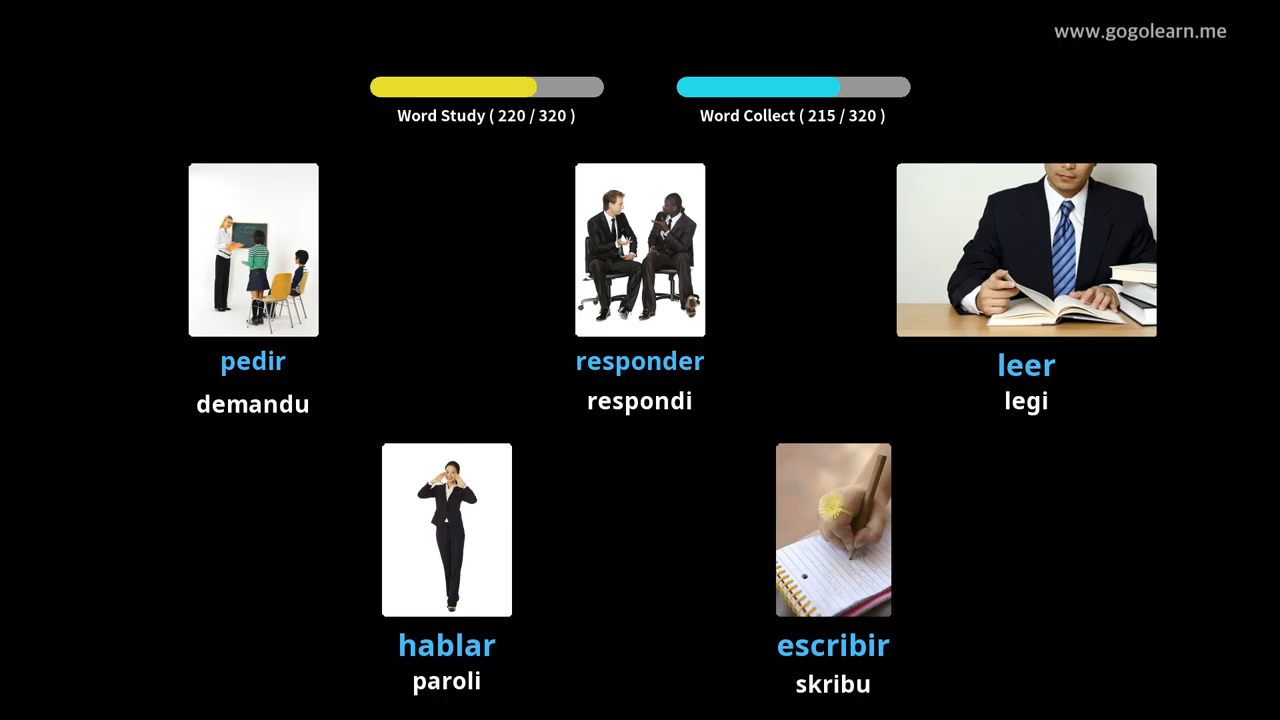 www.gogolearn.me
Word Study ( 220 / 320 )
Word Collect ( 215 / 320 )
pedir
demandu
responder
respondi
leer
legi
hablar
paroli
escribir
skribu